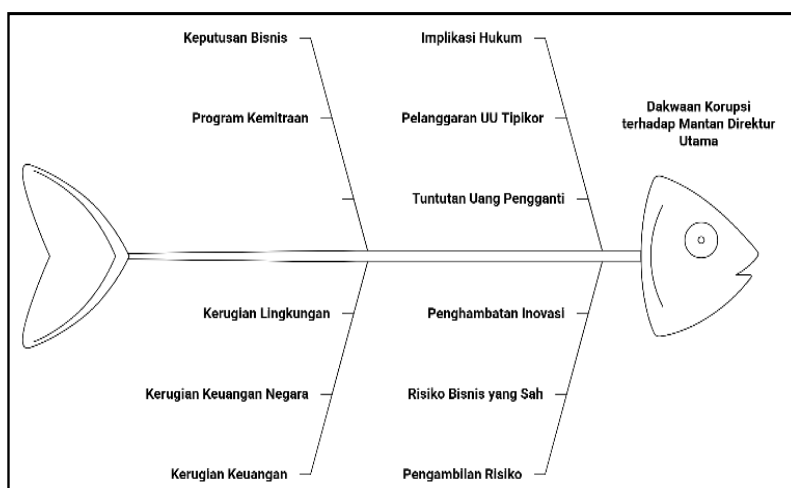 Keputusan Bisnis
Implikasi Hukum
Program Kemitraan
Pelanggaran UU Tipikor
Dakwaan Korupsi
terhadap Mantan Direktur
Utama
Tuntutan Uang Pengganti
Kerugian Lingkungan
Penghambatan Inovasi
Kerugian Keuangan Negara
Risiko Bisnis yang Sah
Kerugian Keuangan
Pengambilan Risiko